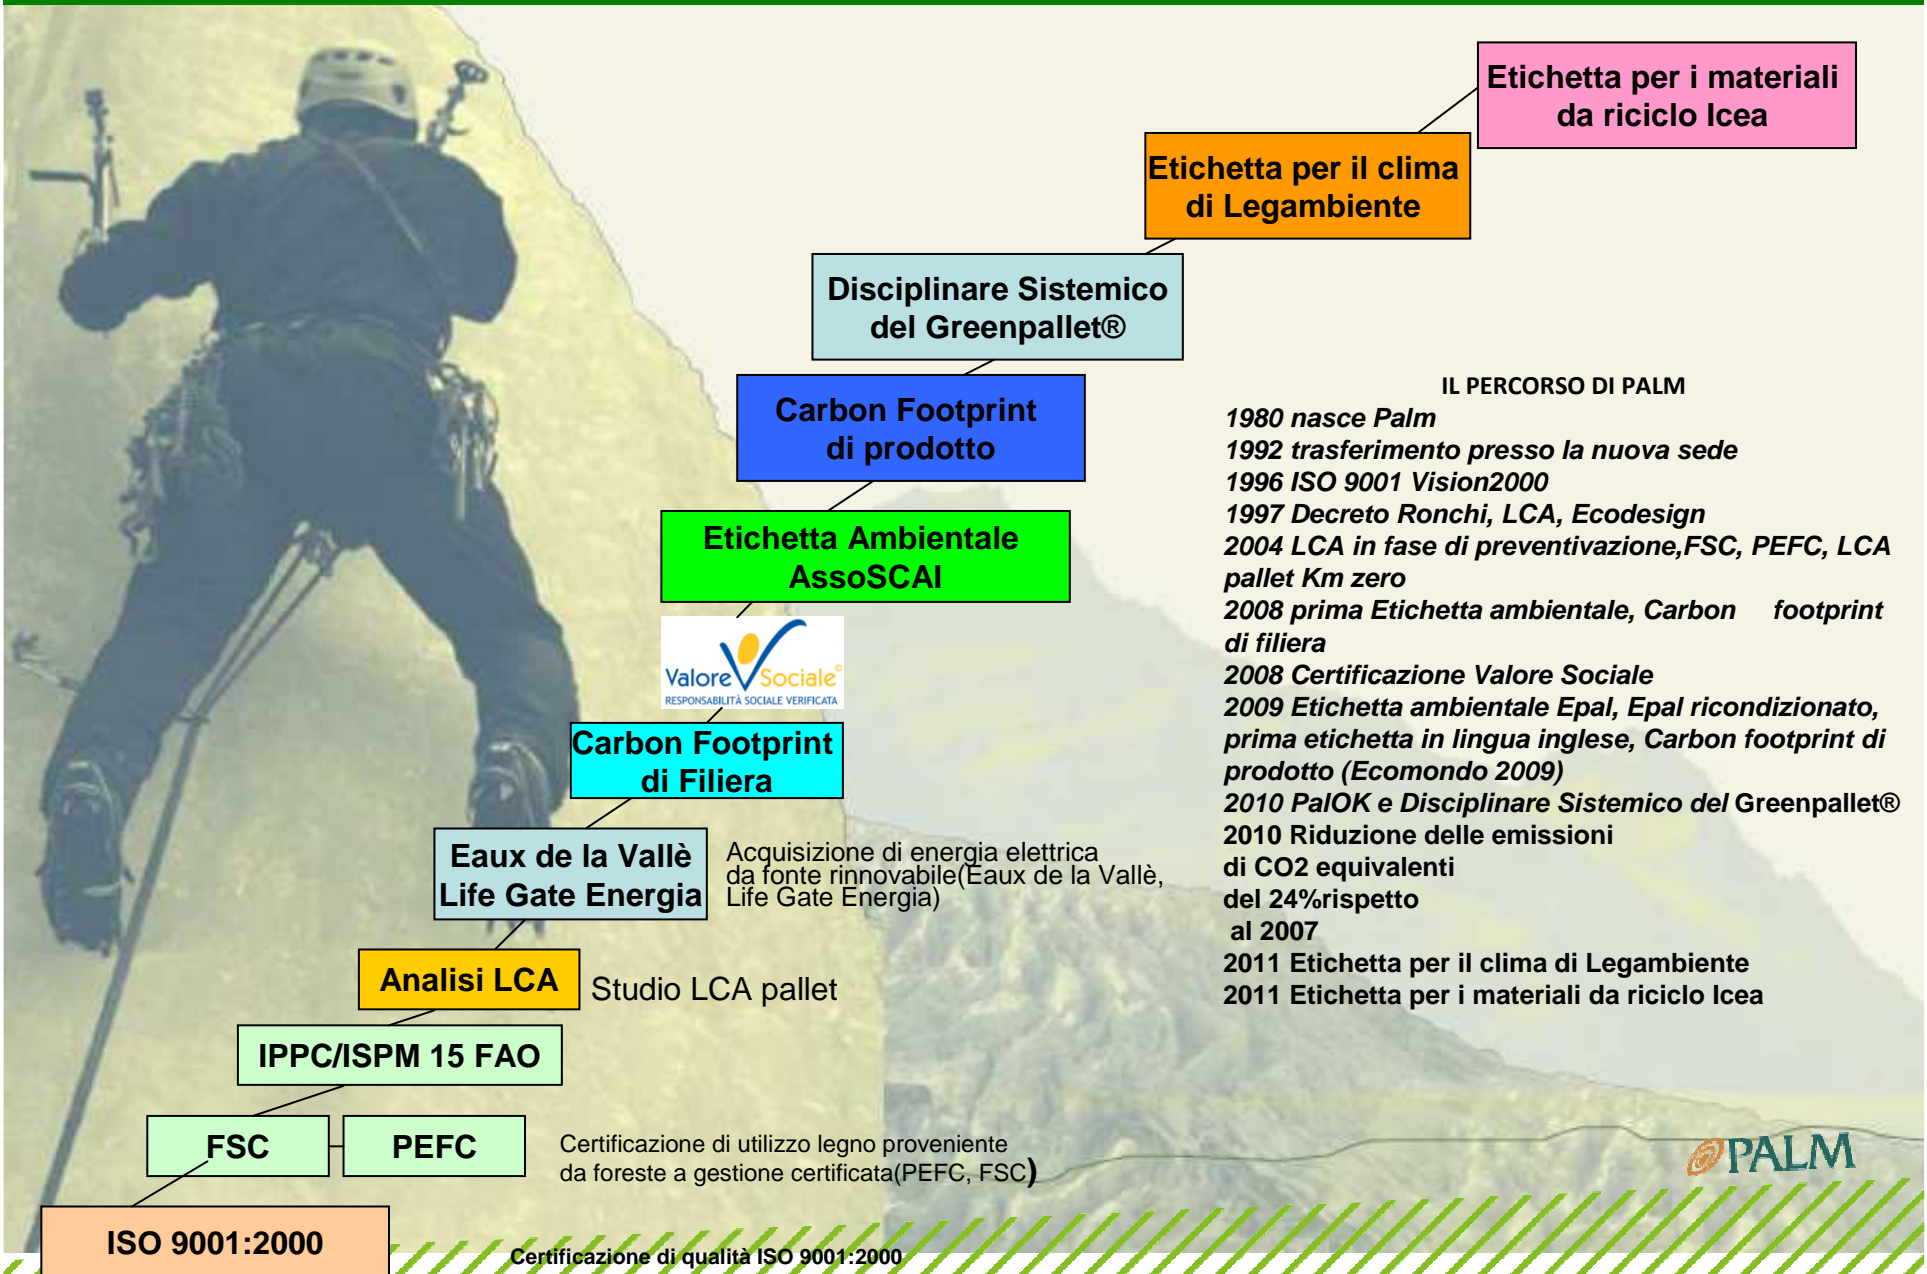 Etichetta per i materiali
da riciclo Icea
Etichetta per il clima
di Legambiente
Disciplinare Sistemico
del Greenpallet®
Carbon Footprint
di prodotto
Etichetta Ambientale
AssoSCAI
Valore Sociale©
RESPONSABILITÀ SOCIALE VERIFICATA
Carbon Footprint
di Filiera
Eaux de la Vallè
Life Gate Energia
Acquisizione di energia elettrica
da fonte rinnovabile(Eaux de la Vallè,
Life Gate Energia)
Analisi LCA
Studio LCA pallet
IPPC/ISPM 15 FAO
FSC
PEFC
Certificazione di utilizzo legno proveniente
da foreste a gestione certificata(PEFC, FSC)
ISO 9001:2000
Certificazione di qualità ISO 9001:2000
IL PERCORSO DI PALM
1980 nasce Palm
1992 trasferimento presso la nuova sede
1996 ISO 9001 Vision2000
1997 Decreto Ronchi, LCA, Ecodesign
2004 LCA in fase di preventivazione,FSC, PEFC, LCA
pallet Km zero
2008 prima Etichetta ambientale, Carbon footprint
di filiera
2008 Certificazione Valore Sociale
2009 Etichetta ambientale Epal, Epal ricondizionato,
prima etichetta in lingua inglese, Carbon footprint di
prodotto (Ecomondo 2009)
2010 PalOK e Disciplinare Sistemico del Greenpallet®
2010 Riduzione delle emissioni
di CO2 equivalenti
del 24%rispetto
al 2007
2011 Etichetta per il clima di Legambiente
2011 Etichetta per i materiali da riciclo Icea
PALM